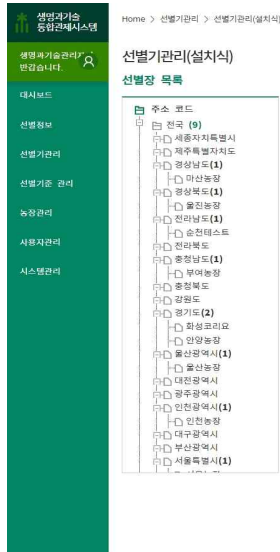 생명과기술
통합관제시스템
생명과기술관리자
반갑습니다.
대시보드
선별정보
선별기관리
선별기준 관리
농장관리
사용자관리
시스템관리
Home > 선별기관리 > 선별기관리(설치식)
선별기관리(설치식)
선별장 목록
주소 코드
전국 (9)
세종자치특별시
제주특별자치도
경상남도(1)
마산농장
경상북도(1)
울진농장
전라남도(1)
순천테스트
전라북도
충청남도(1)
부여농장
충청북도
강원도
경기도(2)
화성코리요
안양농장
울산광역시(1)
울산농장
대전광역시
광주광역시
인천광역시(1)
인천농장
대구광역시
부산광역시
서울특별시(1)